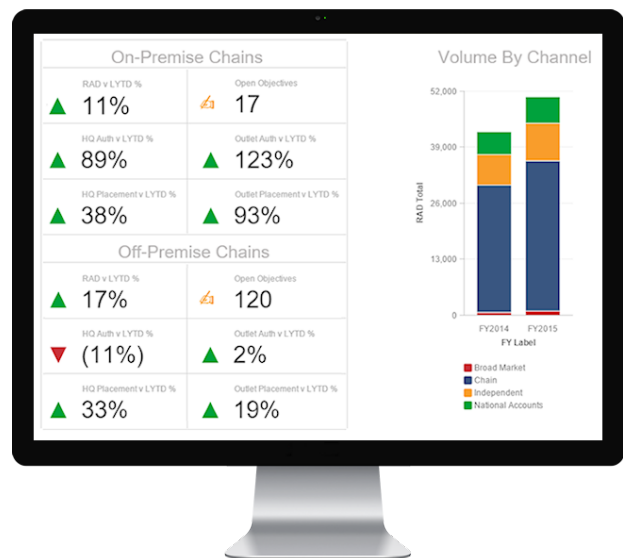 On-Premise Chains
RAD v LYTD %
11%
Open Objectives
17
HQ Auth v LYTD %
89%
Outlet Auth v LYTD %
123%
HQ Placement v LYTD %
38%
Outlet Placement v LYTD %
93%
Off-Premise Chains
RAD v LYTD %
17%
Open Objectives
120
HQ Auth v LYTD %
(11%)
Outlet Auth v LYTD %
2%
HQ Placement v LYTD %
33%
Outlet Placement v LYTD %
19%
Volume By Channel
52,000
39,000
26,000
13,000
0
RAD Total
FY2014 FY2015
FY Label
Broad Market
Chain
Independent
National Accounts